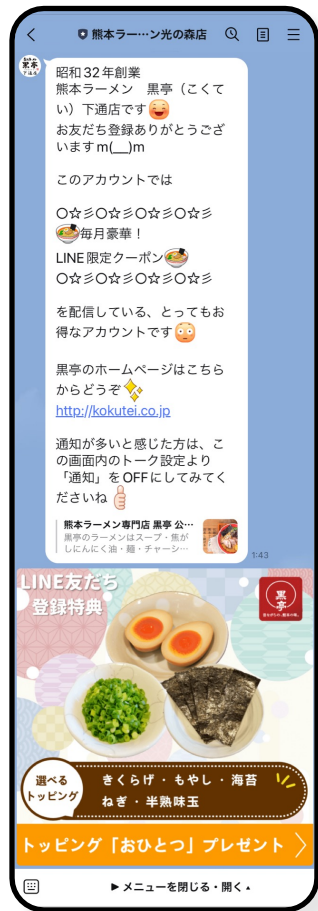 熊本ラー…ン光の森店
昭和32年創業
熊本ラーメン 黒亭（こくて
い）下通店です😆
お友だち登録ありがとうござ
いますm(__)m
このアカウントでは
〇☆彡〇☆彡〇☆彡〇☆彡
🍜毎月豪華！
LINE限定クーポン🍜
〇☆彡〇☆彡〇☆彡〇☆彡
を配信している、とってもお
得なアカウントです😳
黒亭のホームページはこちら
からどうぞ✨
http://kokutei.co.jp
通知が多いと感じた方は、こ
の画面内のトーク設定より
「通知」をOFFにしてみてく
ださいね☝
熊本ラーメン専門店 黒亭 公…
黒亭のラーメンはスープ・焦が
しにんにく油・麺・チャーシ…
1:43
LINE友だち
登録特典
黒亭
選べる
トッピング
きくらげ・もやし・海苔
ねぎ・半熟味玉
トッピング「おひとつ」プレゼント
▶メニューを閉じる・開く▲